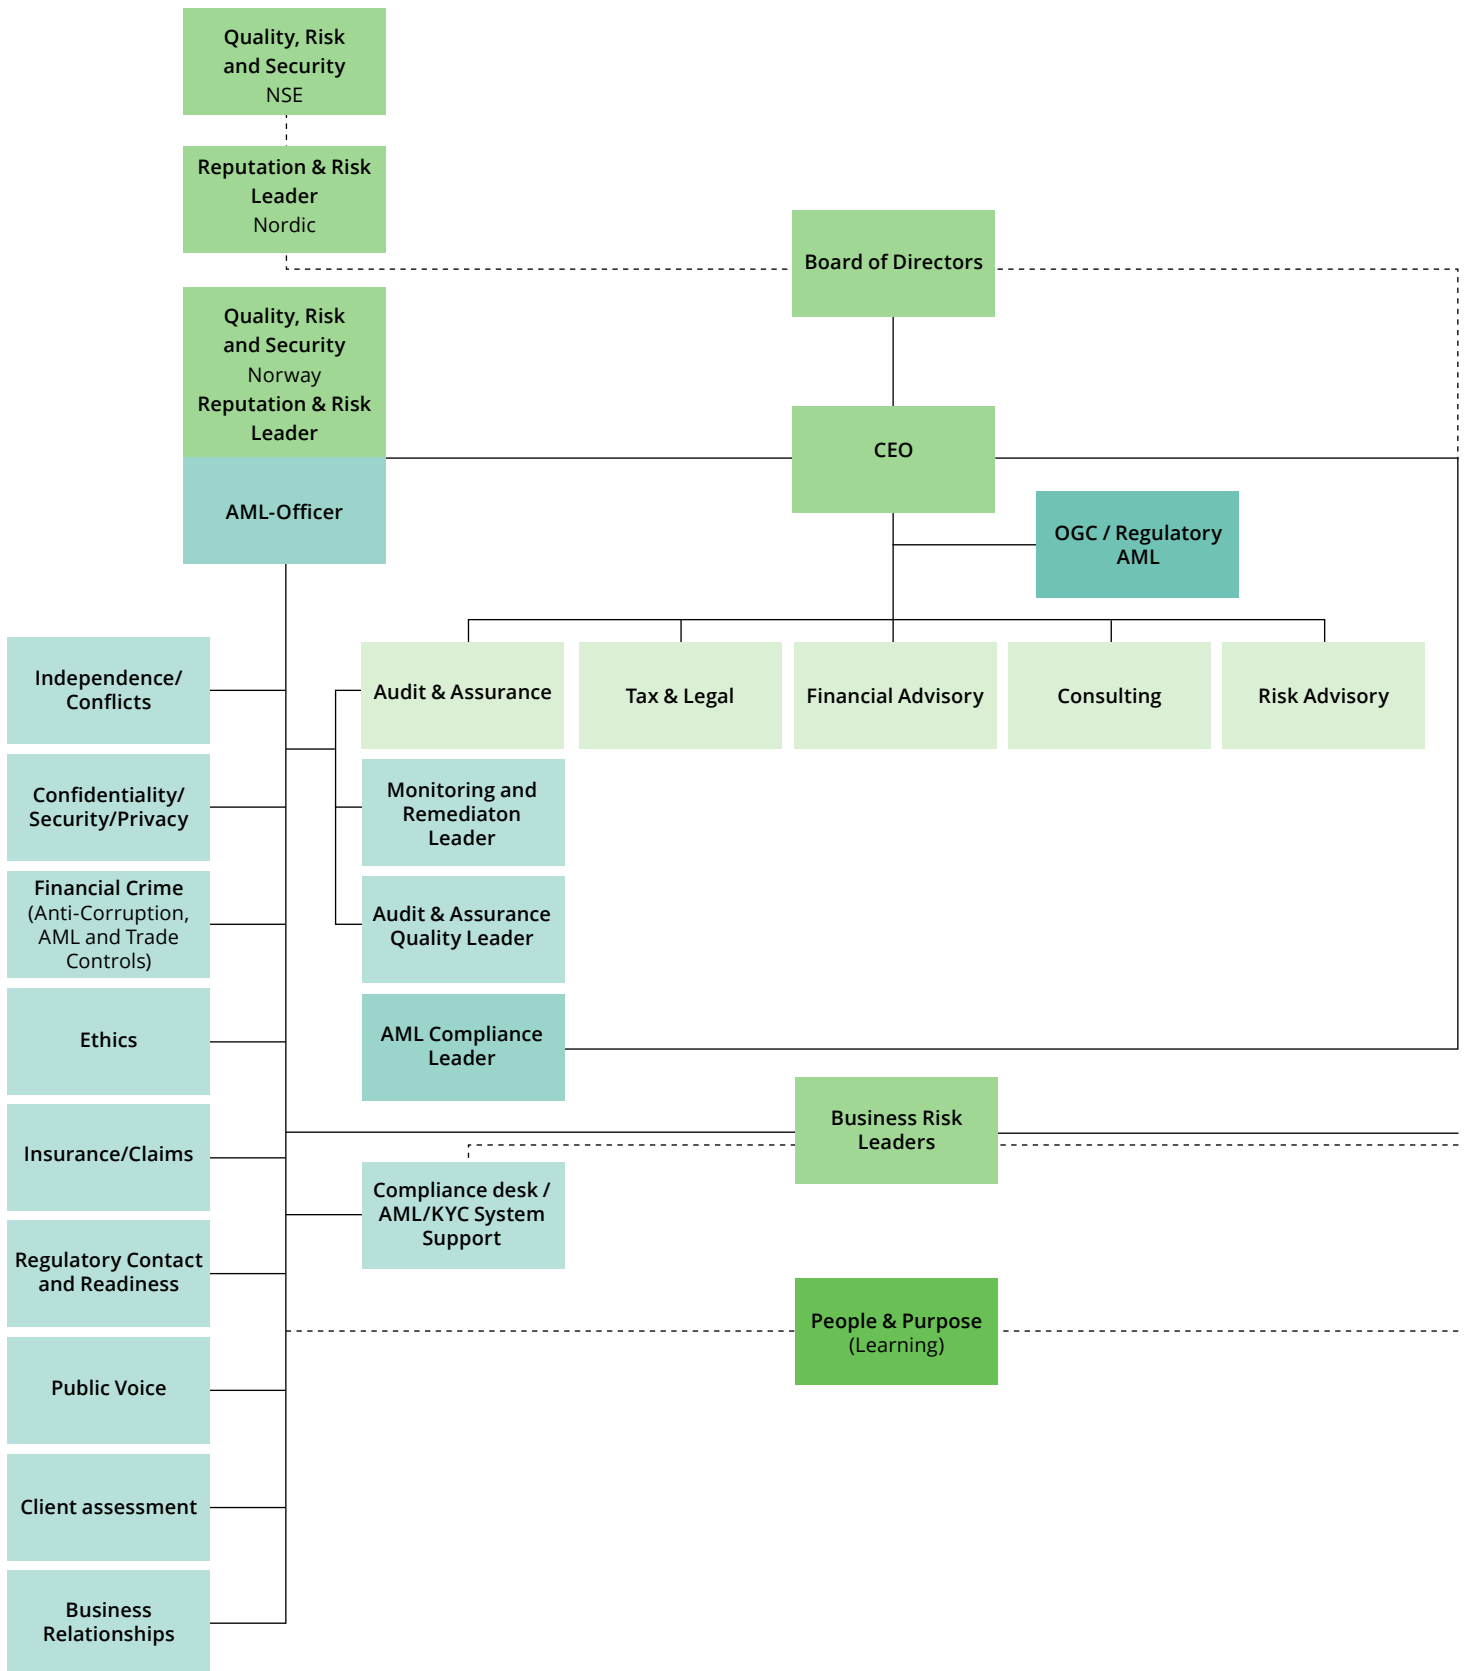 Quality, Risk
and Security
NSE
Reputation & Risk
Leader
Nordic
Board of Directors
Quality, Risk
and Security
Norway
Reputation & Risk
Leader
CEO
AML-Officer
OGC / Regulatory
AML
Independence/
Conflicts
Audit & Assurance
Tax & Legal
Financial Advisory
Consulting
Risk Advisory
Confidentiality/
Security/Privacy
Monitoring and
Remediaton
Leader
Financial Crime
(Anti-Corruption,
AML and Trade
Controls)
Audit & Assurance
Quality Leader
Ethics
AML Compliance
Leader
Insurance/Claims
Business Risk
Leaders
Compliance desk /
AML/KYC System
Support
Regulatory Contact
and Readiness
People & Purpose
(Learning)
Public Voice
Client assessment
Business
Relationships